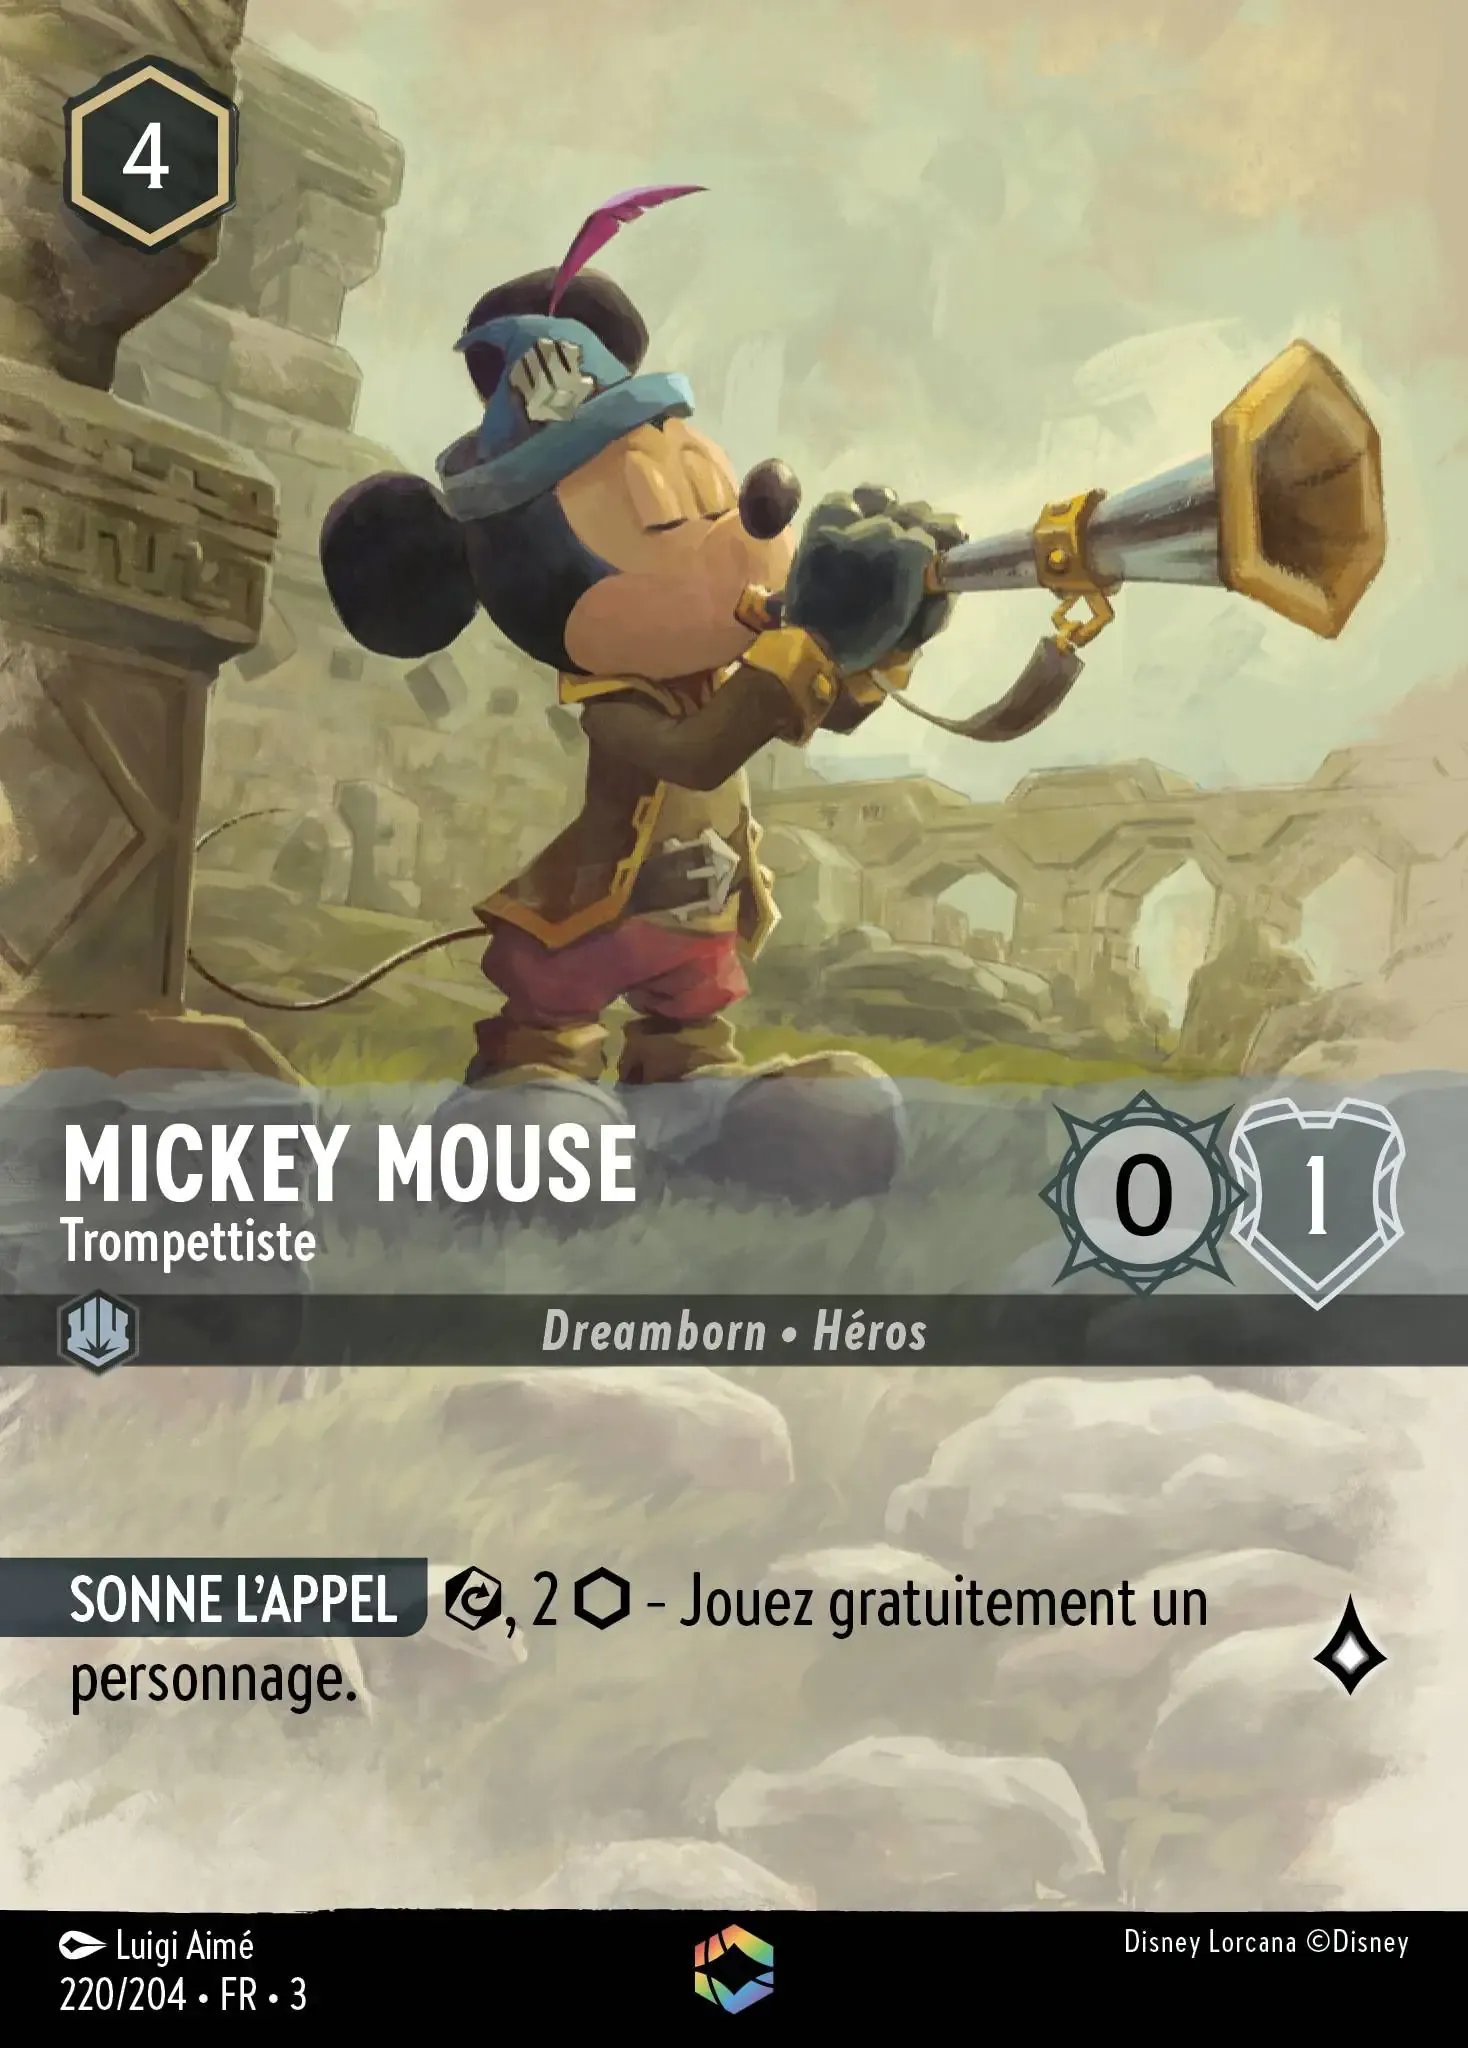 4
MICKEY MOUSE
Trompettiste
0
1
Dreamborn • Héros
SONNE L'APPEL , 2 – Jouez gratuitement un
personnage.
Luigi Aimé
220/204 • FR • 3
Disney Lorcana ©Disney